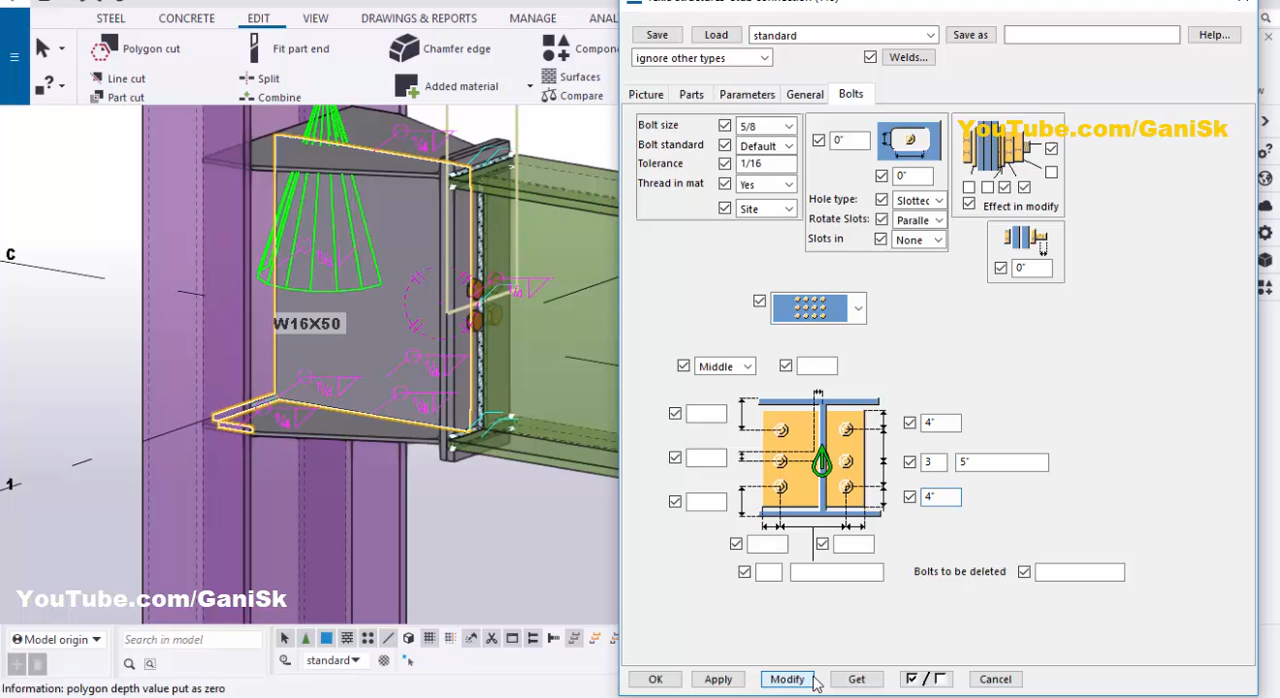 STEEL CONCRETE EDIT VIEW DRAWINGS & REPORTS MANAGE ANAL
Polygon cut Fit part end Chamfer edge Compon
Line cut Split Added material Surfaces
Part cut Combine Compare
C
W16X50
1
YouTube.com/GaniSk
Model origin Search in model
standard
Information: polygon depth value put as zero
Save Load standard Save as Help...
ignore other types Welds...
Picture Parts Parameters General Bolts
Bolt size 5/8
Bolt standard Default
Tolerance 1/16
Thread in mat Yes
Site
0"
0"
Hole type: Slotted
Rotate Slots: Paralle
Slots in None
YouTube.com/GaniSk
Effect in modify
0"
Middle
4"
3 5"
4"
Bolts to be deleted
OK Apply Modify Get / Cancel